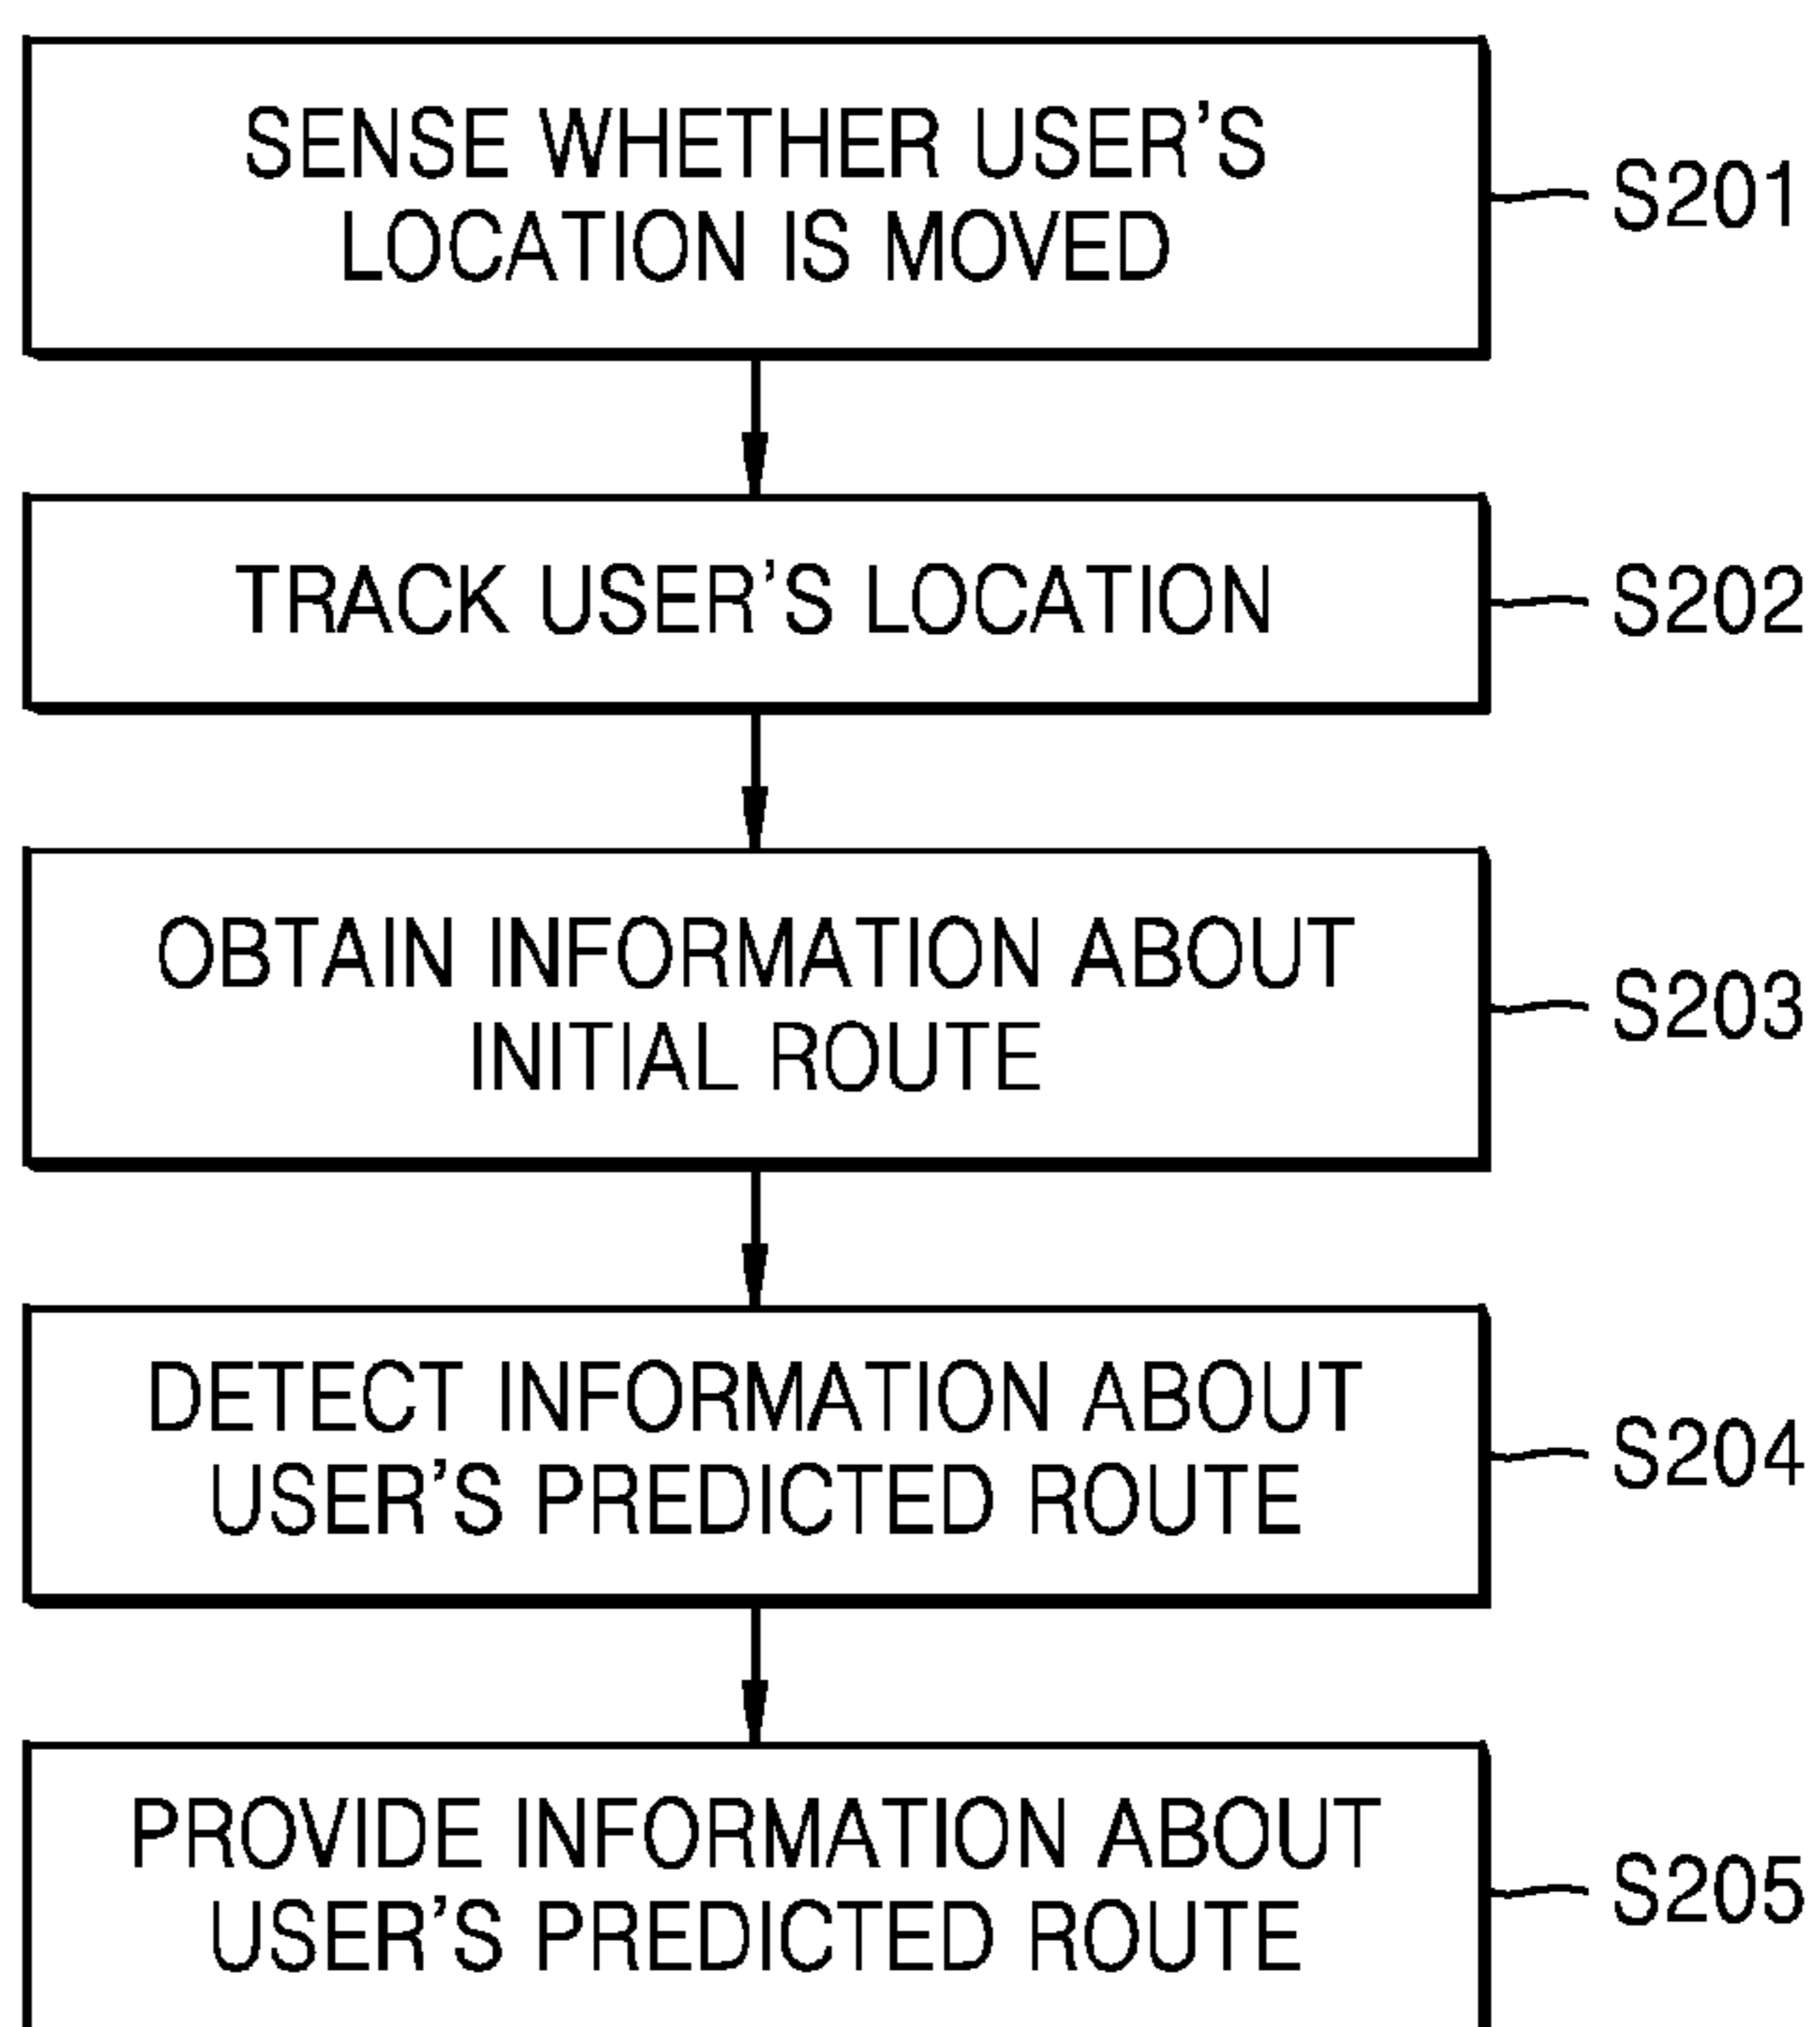 SENSE WHETHER USER'S
LOCATION IS MOVED
S201
TRACK USER'S LOCATION
S202
OBTAIN INFORMATION ABOUT
INITIAL ROUTE
S203
DETECT INFORMATION ABOUT
USER'S PREDICTED ROUTE
S204
PROVIDE INFORMATION ABOUT
USER'S PREDICTED ROUTE
S205